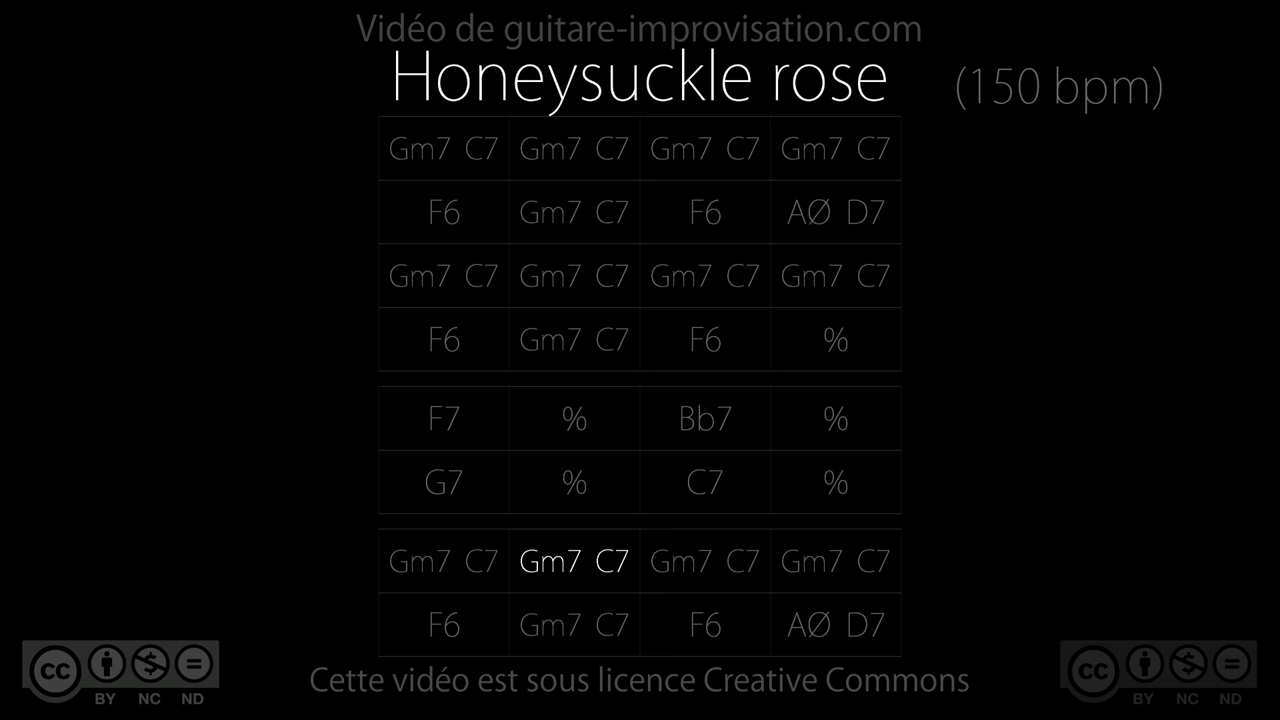 Vidéo de guitare-improvisation.com
Honeysuckle rose (150 bpm)
Gm7 C7 Gm7 C7 Gm7 C7 Gm7 C7
F6 Gm7 C7 F6 AØ D7
Gm7 C7 Gm7 C7 Gm7 C7 Gm7 C7
F6 Gm7 C7 F6 %
F7 % Bb7 %
G7 % C7 %
Gm7 C7 Gm7 C7 Gm7 C7 Gm7 C7
F6 Gm7 C7 F6 AØ D7
cc BY NC ND
Cette vidéo est sous licence Creative Commons
cc BY NC ND